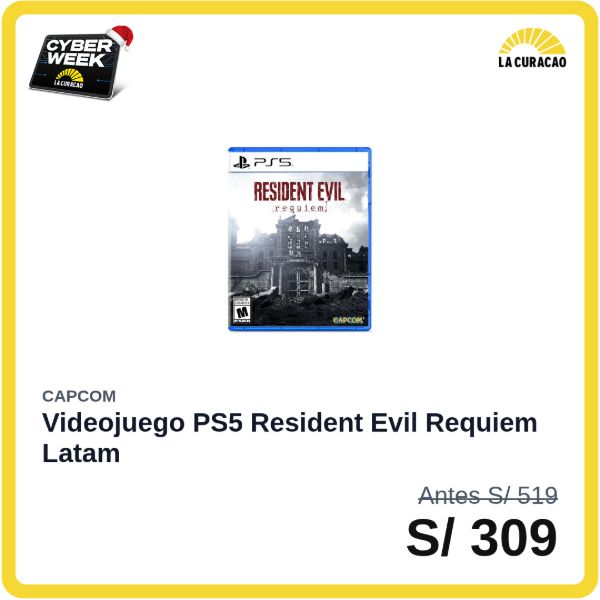 CYBER
WEEK
LA CURACAO
LA CURACAO
PS5
RESIDENT EVIL
requiem
M
CAPCOM
CAPCOM
Videojuego PS5 Resident Evil Requiem
Latam
Antes S/ 519
S/ 309